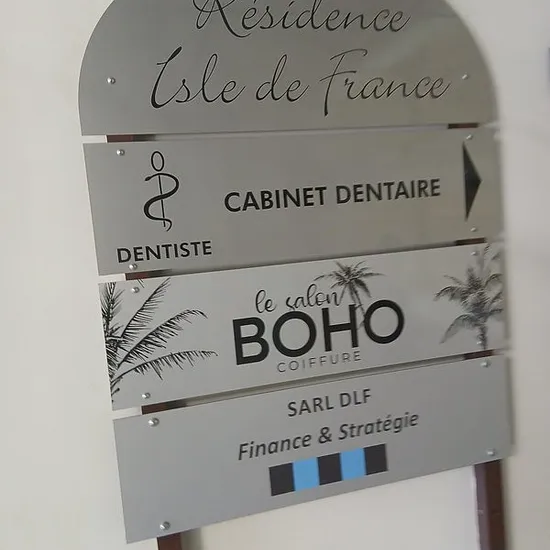 Résidence
Isle de France
CABINET DENTAIRE
DENTISTE
le salon
BOHO
COIFFURE
SARL DLF
Finance & Stratégie